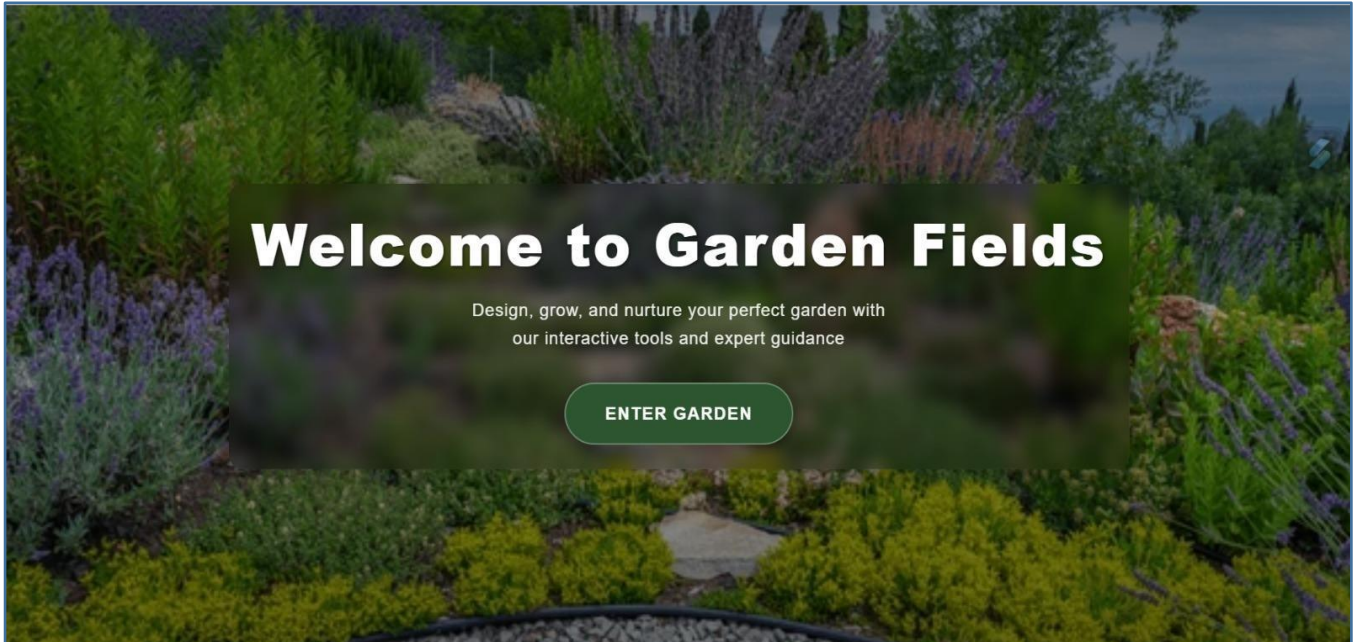 Welcome to Garden Fields
Design, grow, and nurture your perfect garden with
our interactive tools and expert guidance
ENTER GARDEN